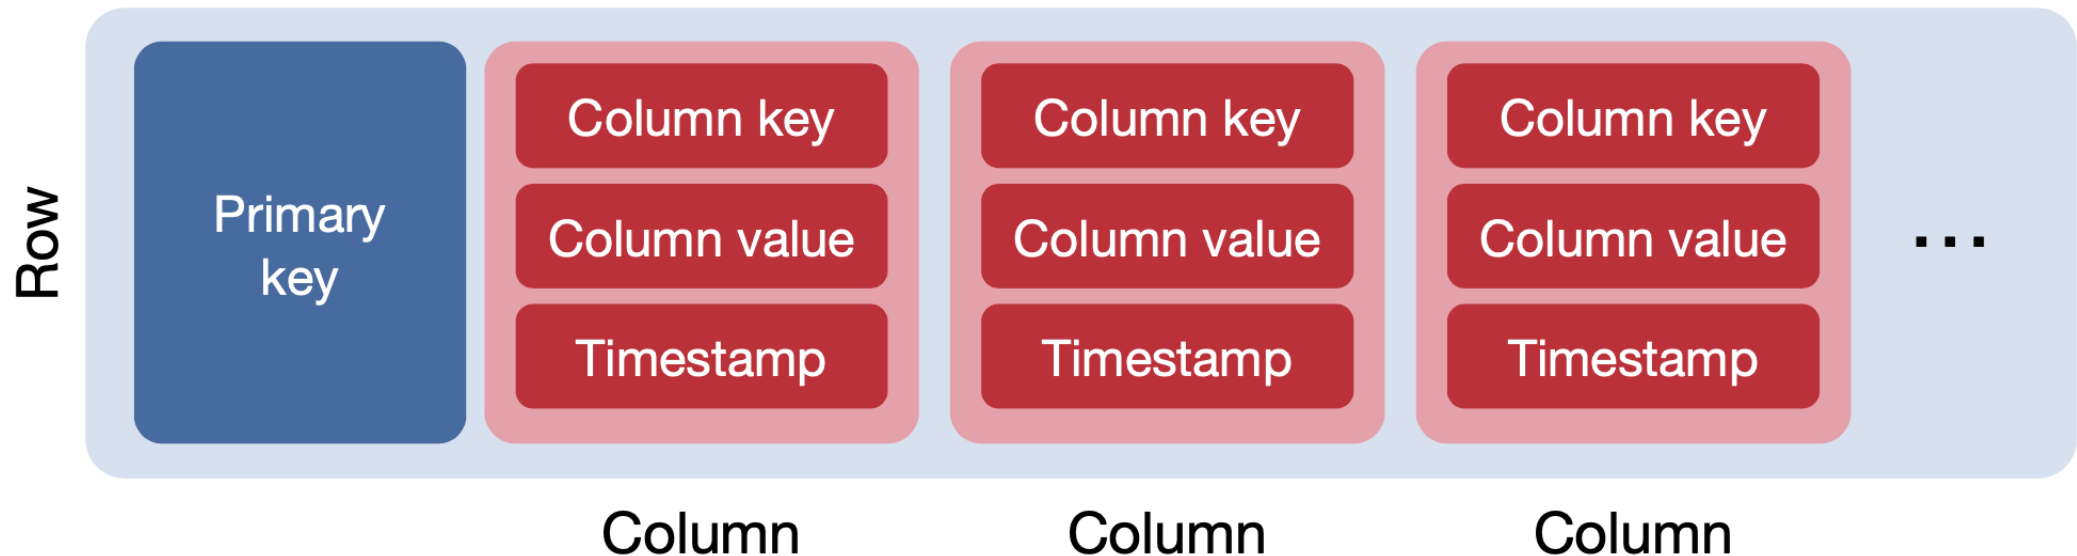 Row
Primary
key
Column key
Column value
Timestamp
Column key
Column value
Timestamp
Column key
Column value
Timestamp
...
Column
Column
Column